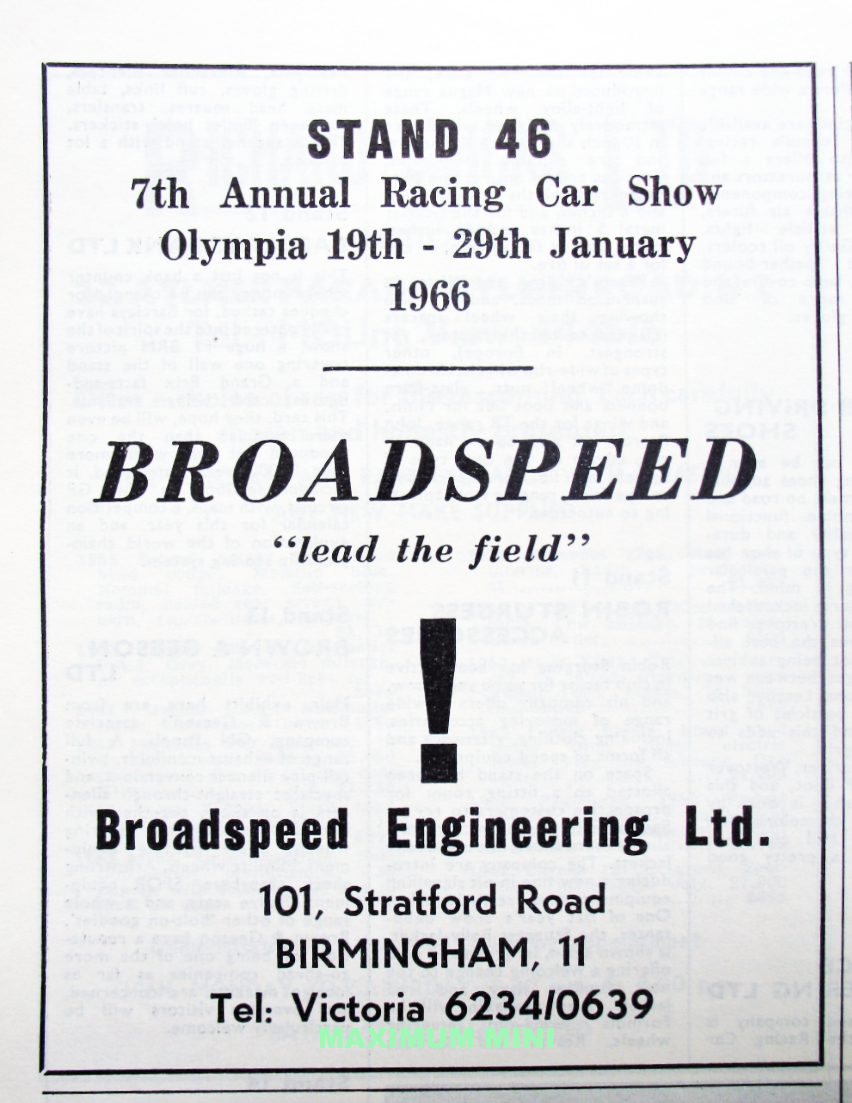 STAND 46
7th Annual Racing Car Show
Olympia 19th - 29th January
1966
BROADSPEED
“lead the field”
!
Broadspeed Engineering Ltd.
101, Stratford Road
BIRMINGHAM, 11
Tel: Victoria 6234/0639
MAXIMUM MINI